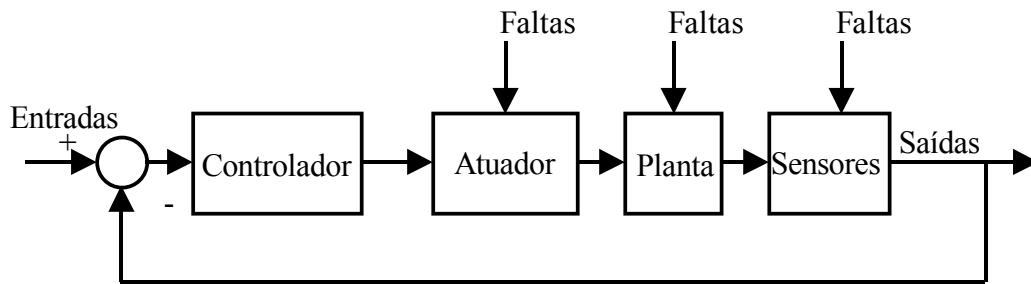 Faltas Faltas Faltas
Entradas
+
Controlador Atuador Planta Sensores Saídas
-